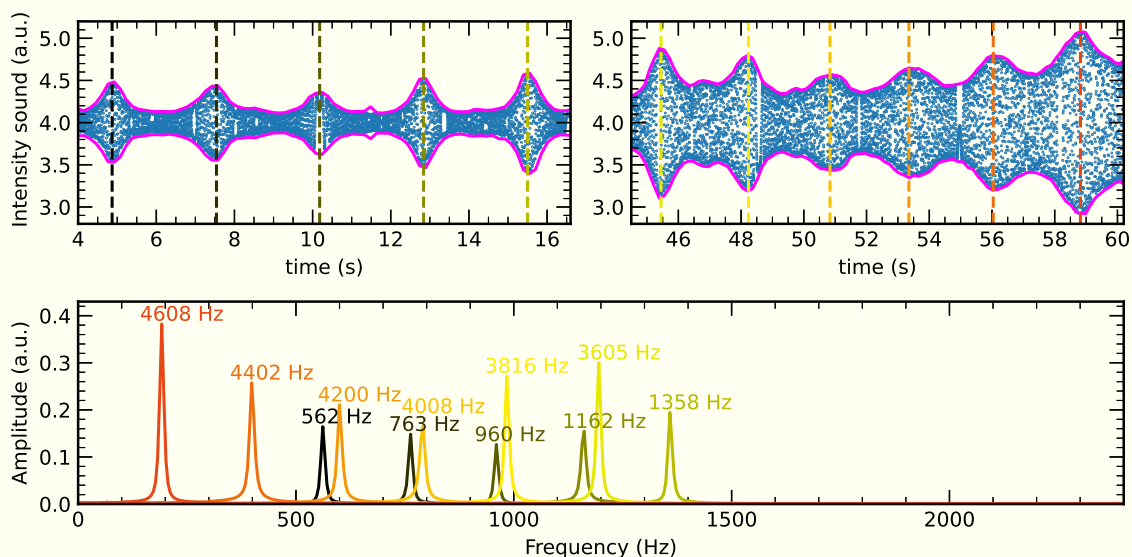 5.0
4.5
4.0
3.5
3.0
Intensity sound (a.u.)
4 6 8 10 12 14 16
time (s)
5.0
4.5
4.0
3.5
3.0
46 48 50 52 54 56 58 60
time (s)
0.4
0.3
0.2
0.1
0.0
Amplitude (a.u.)
4608 Hz
4402 Hz
4200 Hz
562 Hz
763 Hz
4008 Hz
960 Hz
3816 Hz
1162 Hz
3605 Hz
1358 Hz
0 500 1000 1500 2000
Frequency (Hz)